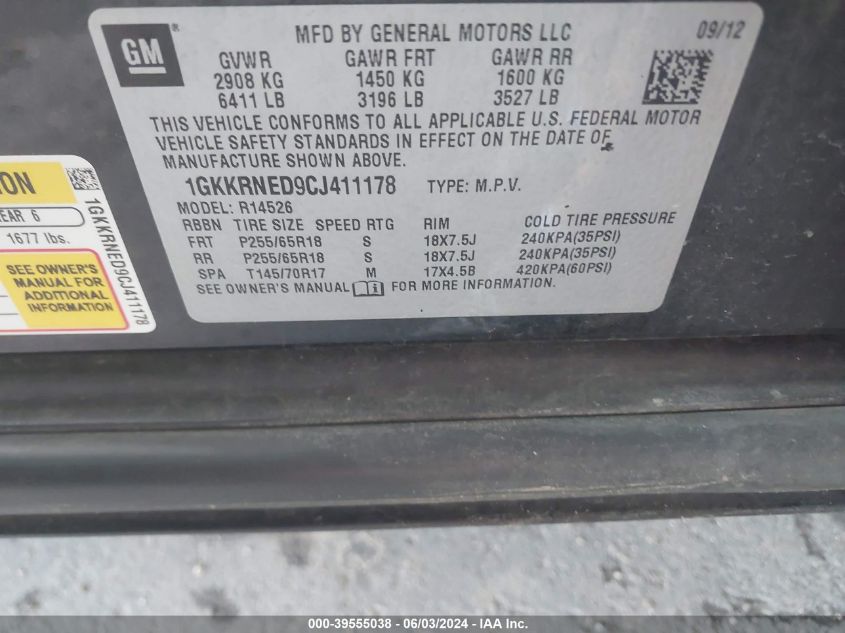 GM
MFD BY GENERAL MOTORS LLC 09/12
GVWR GAWR FRT GAWR RR
2908 KG 1450 KG 1600 KG
6411 LB 3196 LB 3527 LB
THIS VEHICLE CONFORMS TO ALL APPLICABLE U.S. FEDERAL MOTOR
VEHICLE SAFETY STANDARDS IN EFFECT ON THE DATE OF
MANUFACTURE SHOWN ABOVE.
1GKKRNED9CJ411178 TYPE: M.P.V.
MODEL: R14526
RBBN TIRE SIZE SPEED RTG RIM COLD TIRE PRESSURE
FRT P255/65R18 S 18X7.5J 240KPA(35PSI)
RR P255/65R18 S 18X7.5J 240KPA(35PSI)
SPA T145/70R17 M 17X4.5B 420KPA(60PSI)
SEE OWNER'S MANUAL FOR MORE INFORMATION.
ION
EAR 6
1677 lbs.
SEE OWNER'S
MANUAL FOR
ADDITIONAL
INFORMATION
1GKKRNED9CJ411178
000-39555038 - 06/03/2024 - IAA Inc.